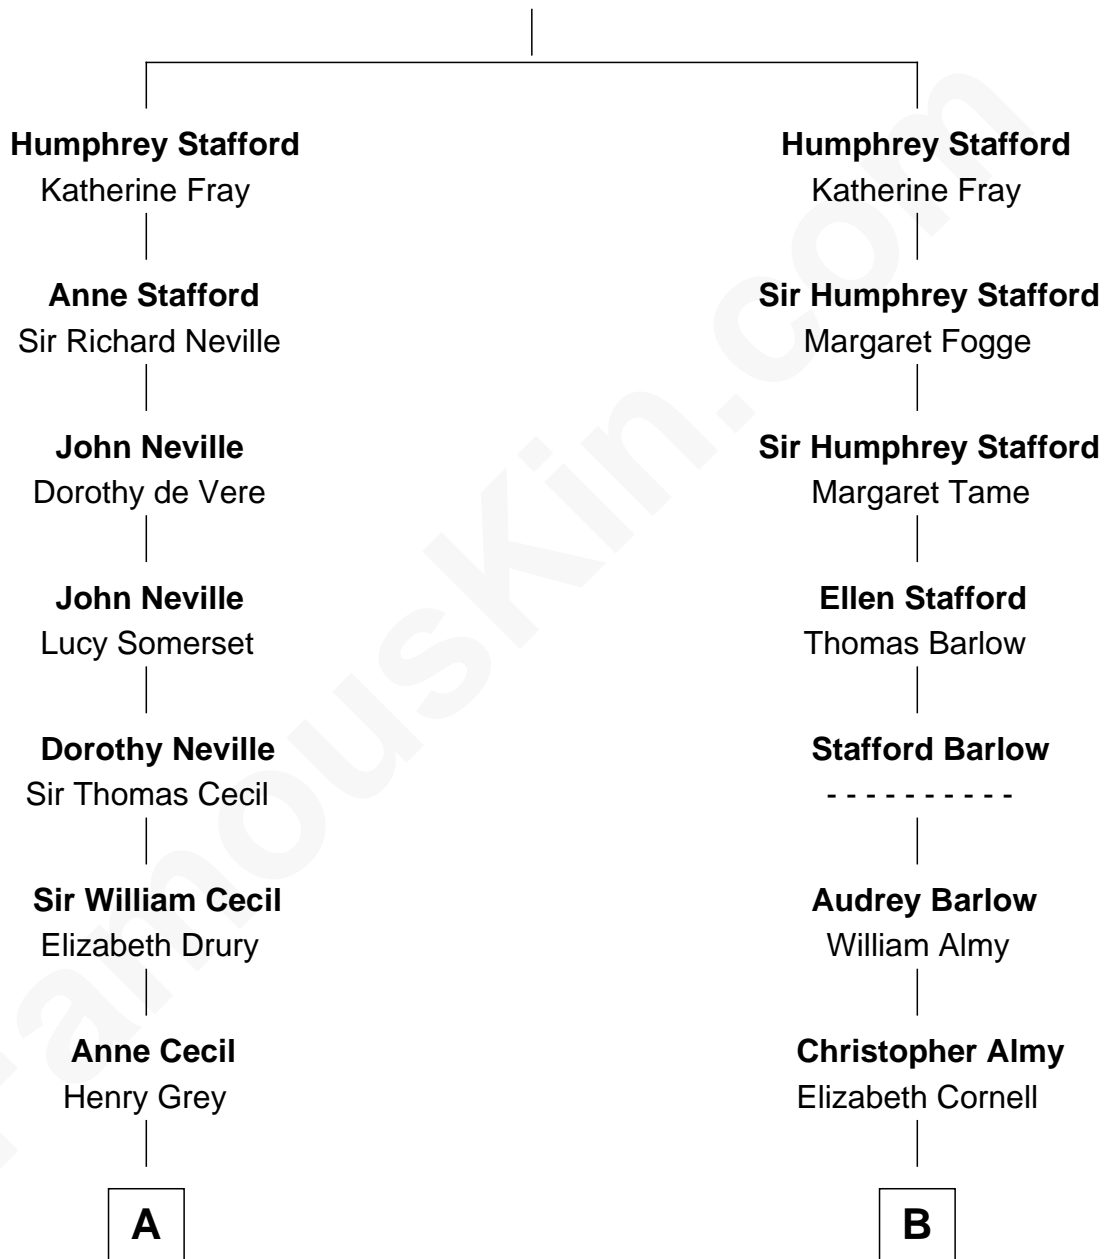 Humphrey Stafford
Katherine Fray
Anne Stafford
Sir Richard Neville
John Neville
Dorothy de Vere
John Neville
Lucy Somerset
Dorothy Neville
Sir Thomas Cecil
Sir William Cecil
Elizabeth Drury
Anne Cecil
Henry Grey
A
Humphrey Stafford
Katherine Fray
Sir Humphrey Stafford
Margaret Fogge
Sir Humphrey Stafford
Margaret Tame
Ellen Stafford
Thomas Barlow
Stafford Barlow
- - - - - - - - - -
Audrey Barlow
William Almy
Christopher Almy
Elizabeth Cornell
B
FamousKin.com